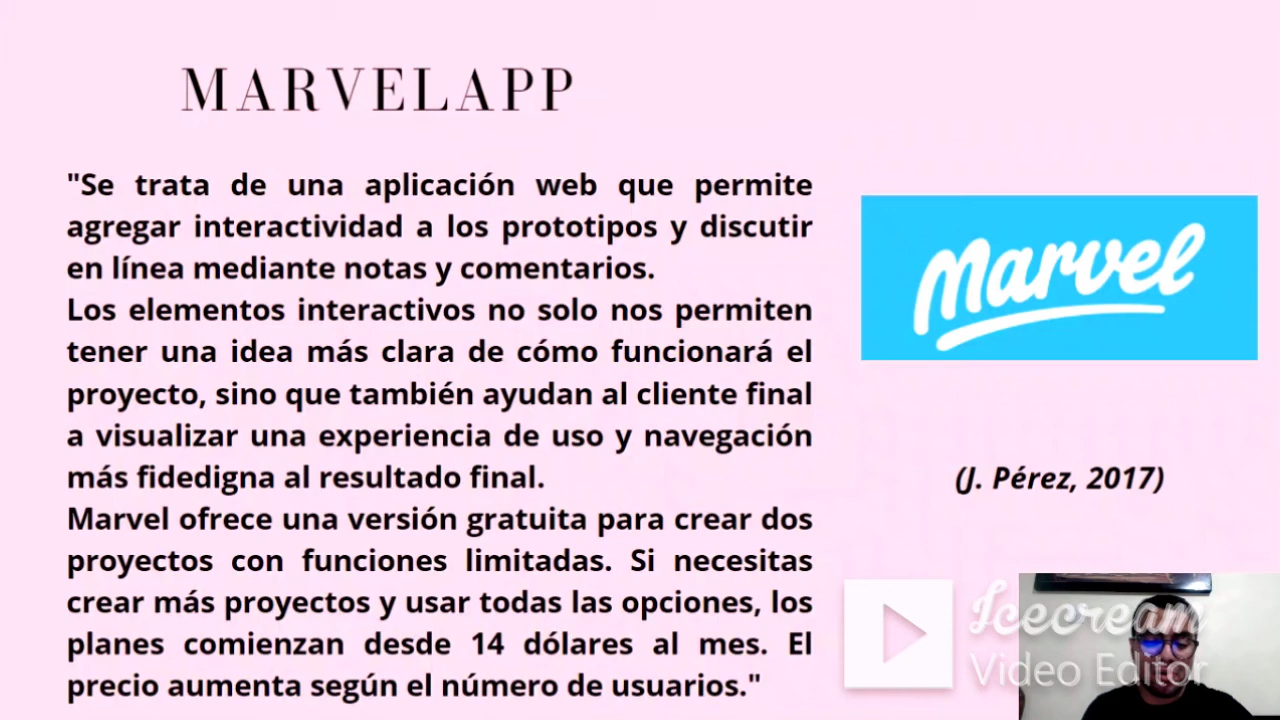 MARVELAPP
"Se trata de una aplicación web que permite
agregar interactividad a los prototipos y discutir
en línea mediante notas y comentarios.
Los elementos interactivos no solo nos permiten
tener una idea más clara de cómo funcionará el
proyecto, sino que también ayudan al cliente final
a visualizar una experiencia de uso y navegación
más fidedigna al resultado final.
Marvel ofrece una versión gratuita para crear dos
proyectos con funciones limitadas. Si necesitas
crear más proyectos y usar todas las opciones, los
planes comienzan desde 14 dólares al mes. El
precio aumenta según el número de usuarios."
Marvel
(J. Pérez, 2017)
Icecream
Video Editor